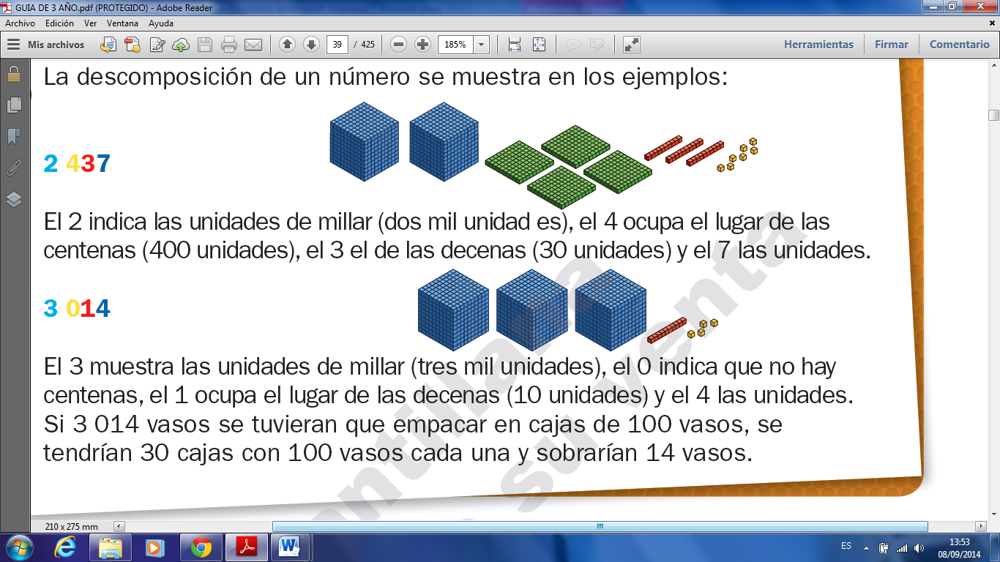 GUIA DE 3 AÑO.pdf (PROTEGIDO) - Adobe Reader
Archivo Edición Ver Ventana Ayuda
Mis archivos 39 / 425 185% Herramientas Firmar Comentario
La descomposición de un número se muestra en los ejemplos:
2 437
El 2 indica las unidades de millar (dos mil unidad es), el 4 ocupa el lugar de las
centenas (400 unidades), el 3 el de las decenas (30 unidades) y el 7 las unidades.
3 014
El 3 muestra las unidades de millar (tres mil unidades), el 0 indica que no hay
centenas, el 1 ocupa el lugar de las decenas (10 unidades) y el 4 las unidades.
Si 3 014 vasos se tuvieran que empacar en cajas de 100 vasos, se
tendrían 30 cajas con 100 vasos cada una y sobrarían 14 vasos.
antillana
su venta
210 x 275 mm
ES 13:53
08/09/2014